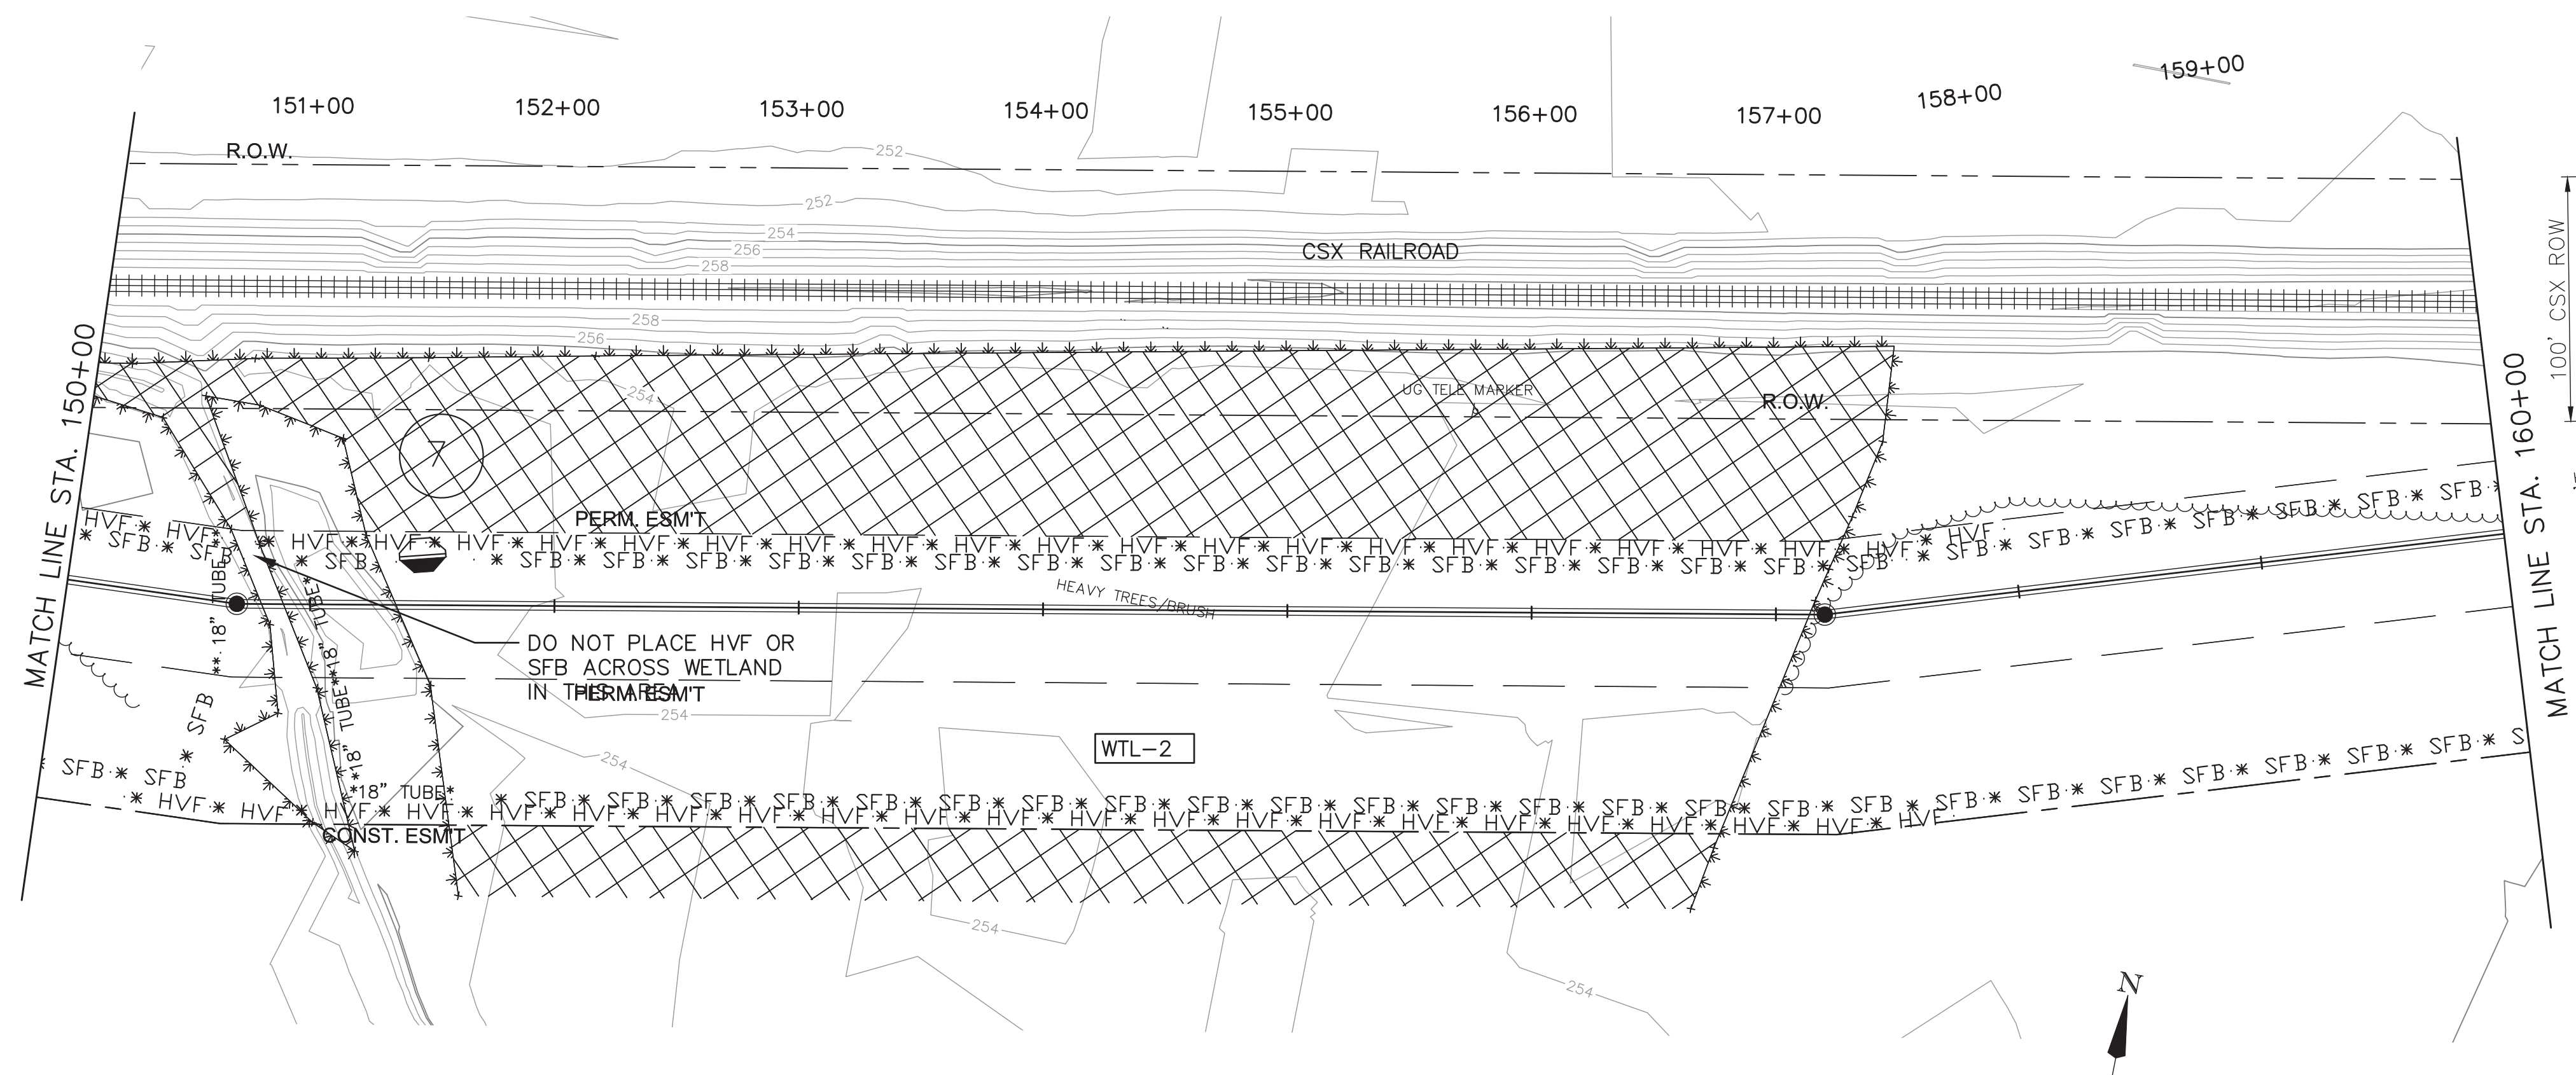 159+00
158+00
151+00 152+00 153+00 154+00 155+00 156+00 157+00
R.O.W.
252
252
254
256
258
CSX RAILROAD
100' CSX ROW
258
256
MATCH LINE STA. 150+00
MATCH LINE STA. 160+00
254
UG TELE MARKER
R.O.W.
7
PERM. ESM'T
HVF HVF HVF HVF HVF HVF HVF HVF HVF HVF HVF HVF HVF HVF HVF HVF HVF HVF HVF HVF HVF HVF HVF HVF
SFB SFB SFB SFB SFB SFB SFB SFB SFB SFB SFB SFB SFB SFB SFB SFB SFB SFB SFB SFB SFB SFB SFB SFB SFB SFB SFB
HEAVY TREES/BRUSH
**.18" TUBE**
*18" TUBE**18" TUBE*
DO NOT PLACE HVF OR
SFB ACROSS WETLAND
IN THIS AREA
PERM. ESM'T
254
WTL-2
254
SFB
*18" TUBE*
SFB SFB SFB SFB SFB SFB SFB SFB SFB SFB SFB SFB SFB SFB SFB SFB SFB SFB SFB SFB SFB SFB SFB SFB SFB SFB S
HVF HVF HVF HVF HVF HVF HVF HVF HVF HVF HVF HVF HVF HVF HVF HVF HVF HVF HVF HVF HVF HVF
CONST. ESM'T
254
254
N